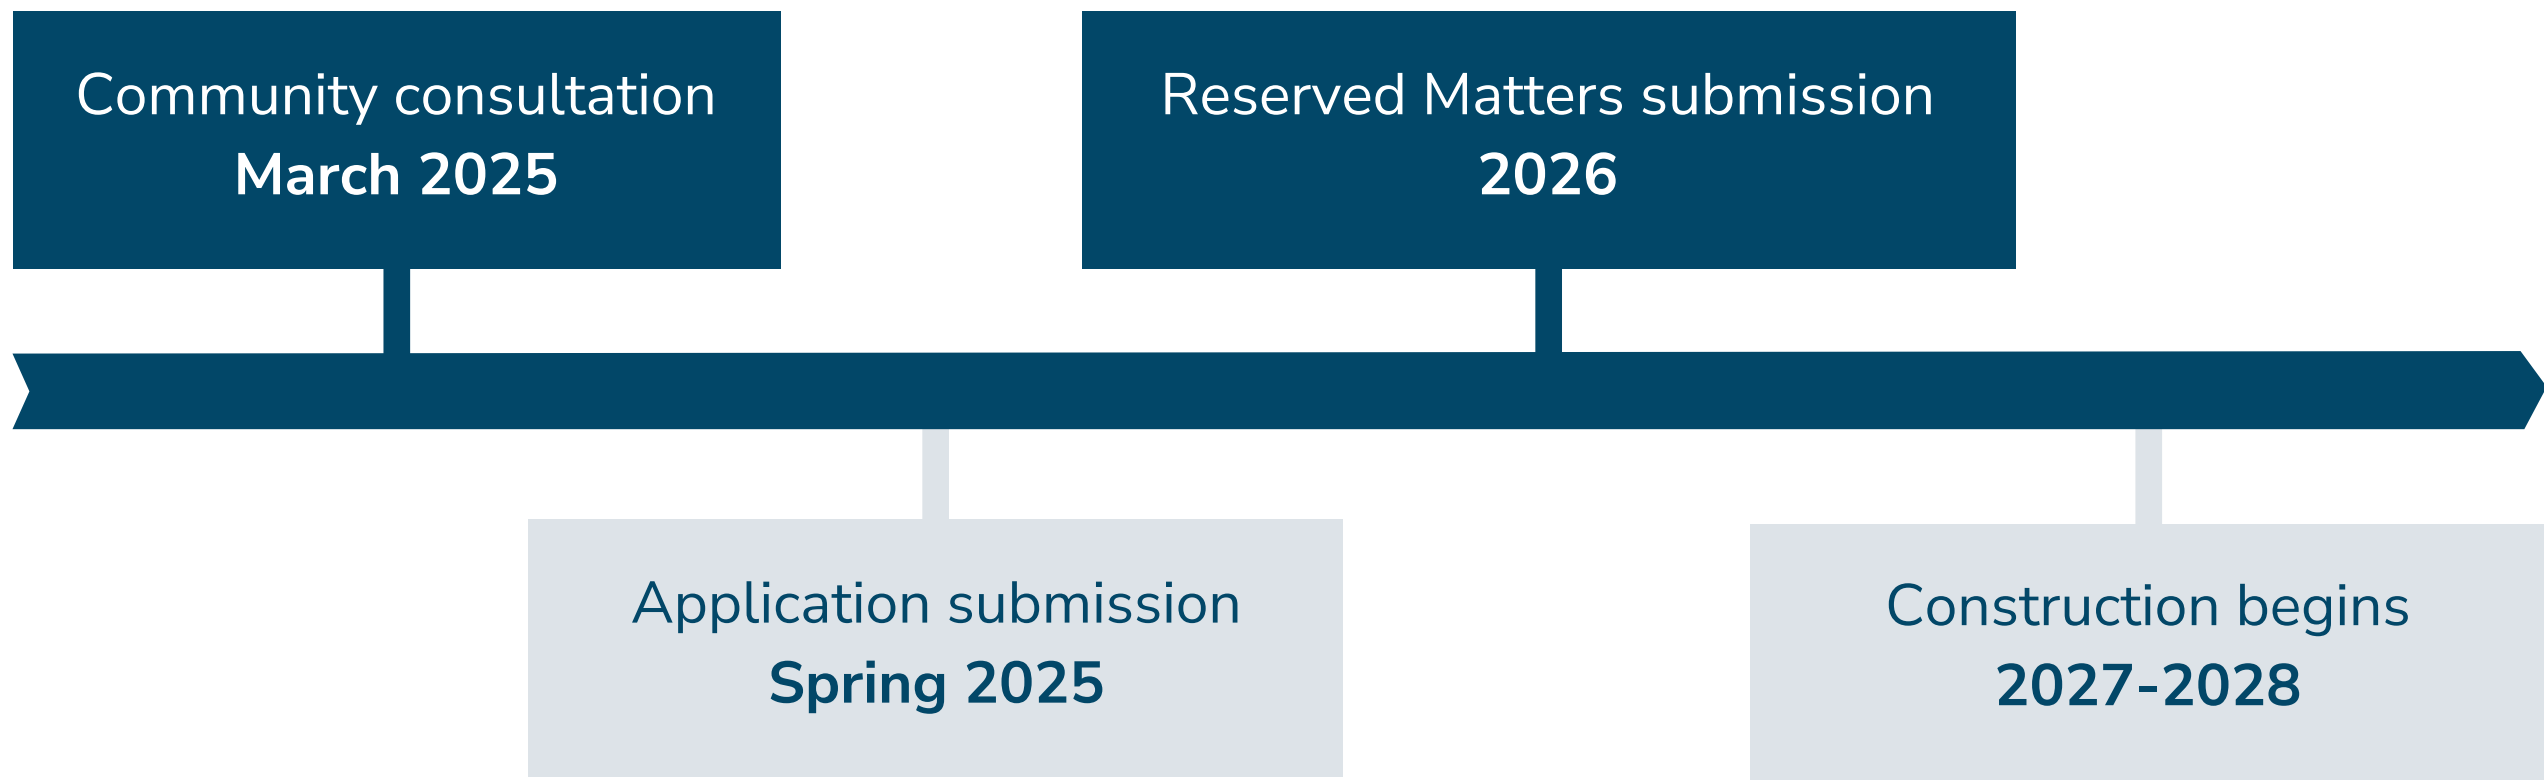 Community consultation
March 2025
Reserved Matters submission
2026
Application submission
Spring 2025
Construction begins
2027-2028